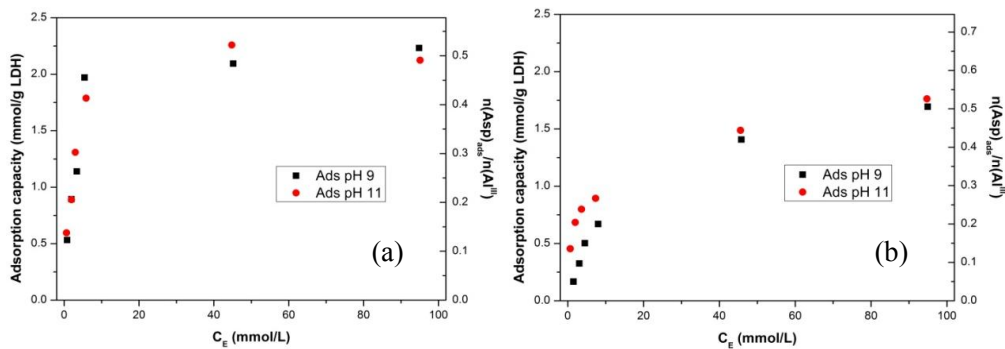 2.5
2.0
1.5
1.0
0.5
0.0
0.5
0.4
0.3
0.2
0.1
0.0
0 20 40 60 80 100
Adsorption capacity (mmol/g LDH)
C_E (mmol/L)
n(Asp)_ads/n(Al^III)
Ads pH 9
Ads pH 11
(a)
2.5
2.0
1.5
1.0
0.5
0.0
0.7
0.6
0.5
0.4
0.3
0.2
0.1
0.0
0 20 40 60 80 100
Adsorption capacity (mmol/g LDH)
C_E (mmol/L)
n(Asp)_ads/n(Al^III)
Ads pH 9
Ads pH 11
(b)